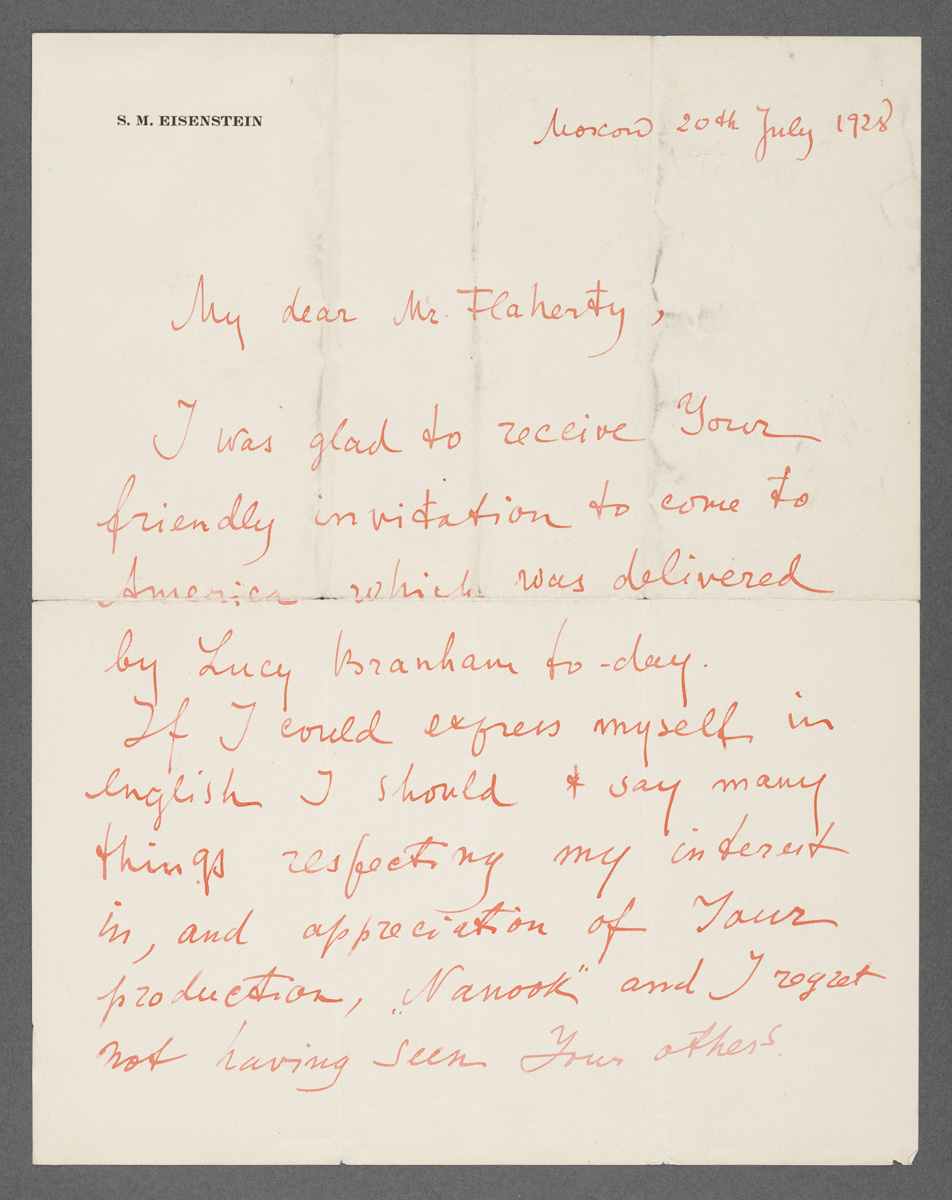 S. M. EISENSTEIN
Moscow 20th July 1928
My dear Mr. Flaherty,
I was glad to receive Your
friendly invitation to come to
America which was delivered
by Lucy Branham to-day.
If I could express myself in
english I should say many
things respecting my interest
in, and appreciation of Your
production, „Nanook" and I regret
not having seen Your others.